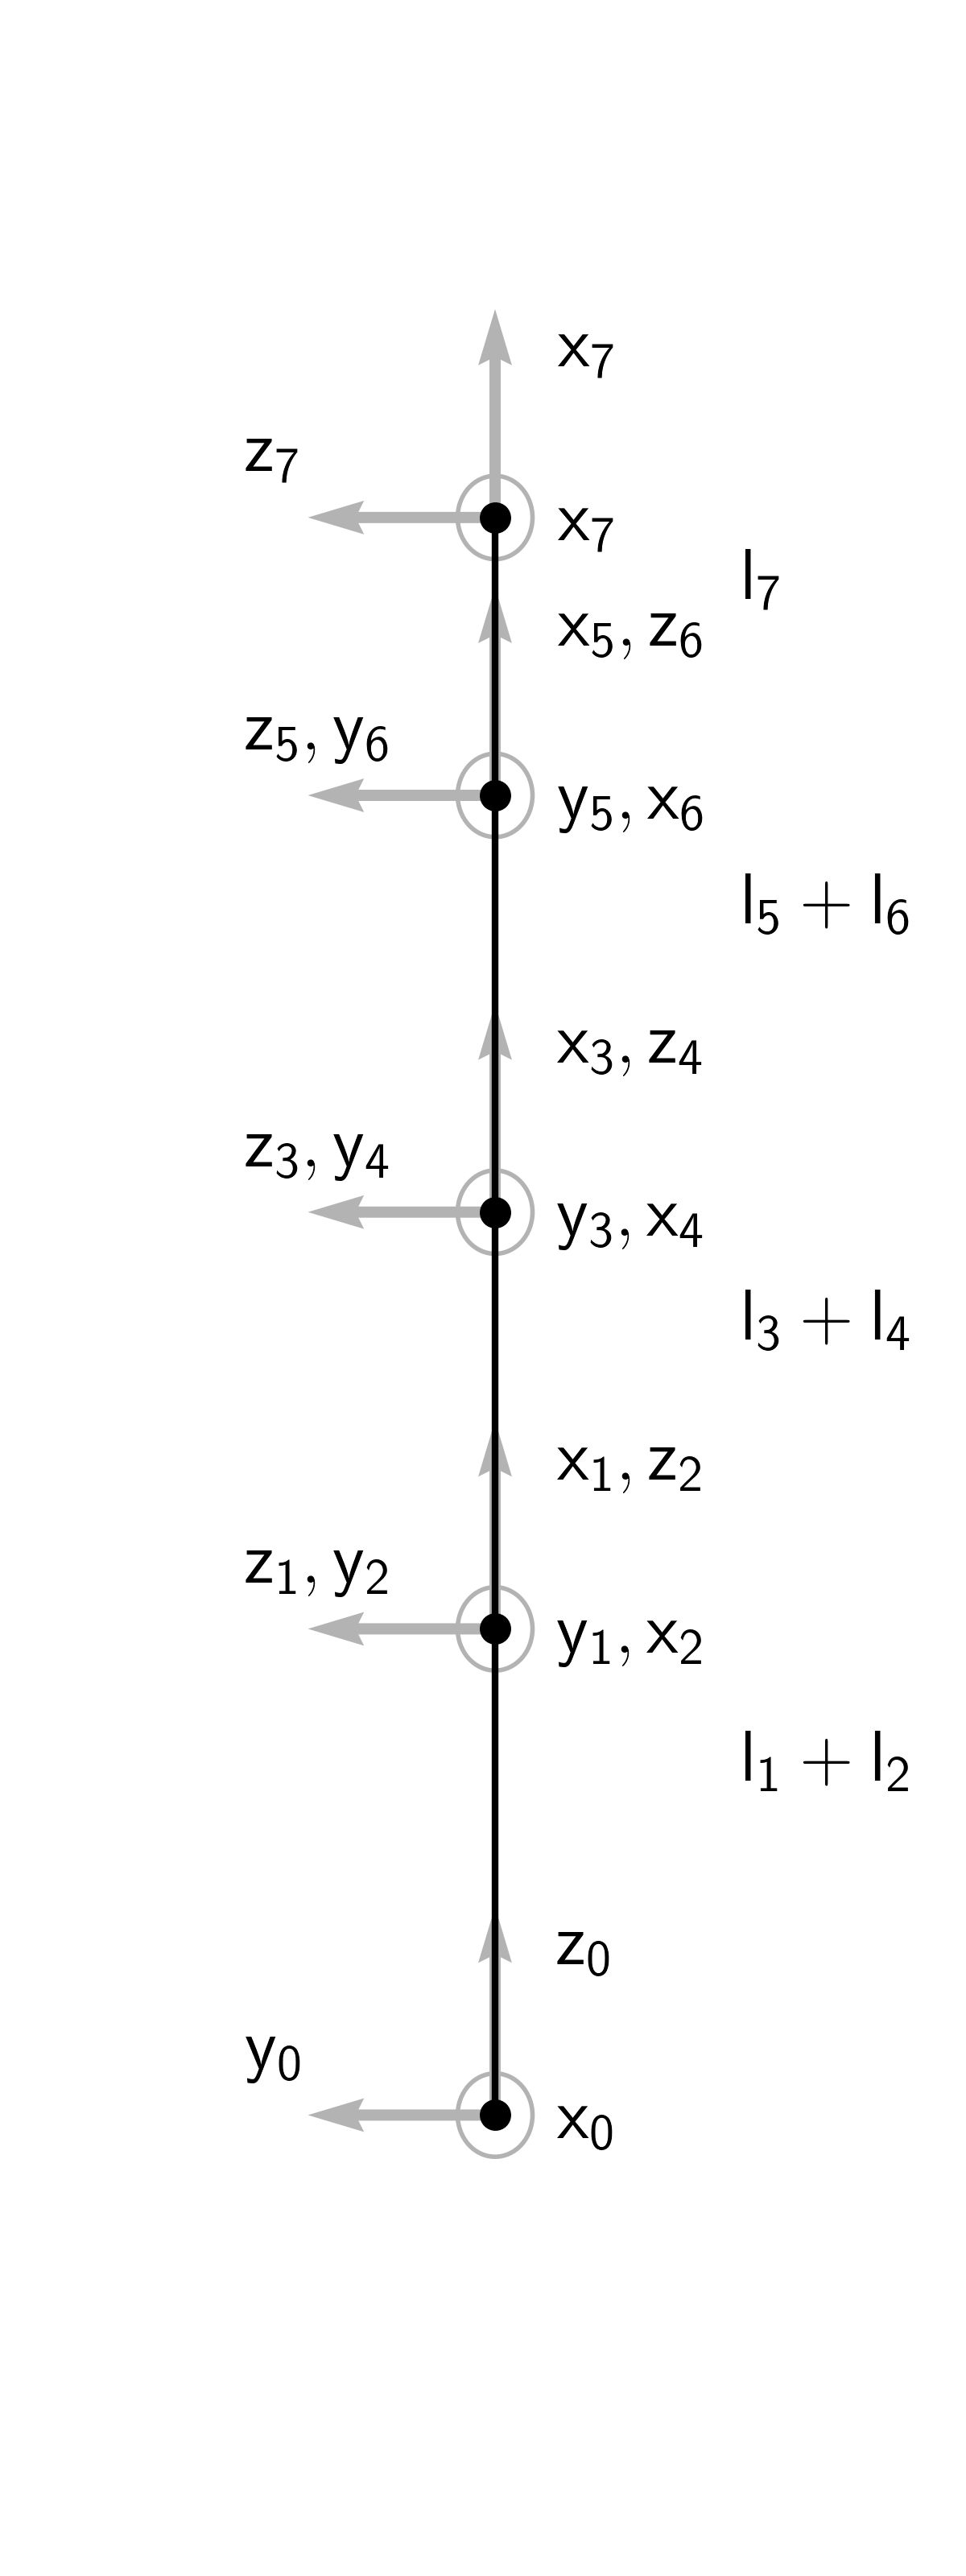 x₇
z₇
x₇
l₇
x₅, z₆
z₅, y₆
y₅, x₆
l₅ + l₆
x₃, z₄
z₃, y₄
y₃, x₄
l₃ + l₄
x₁, z₂
z₁, y₂
y₁, x₂
l₁ + l₂
z₀
y₀
x₀